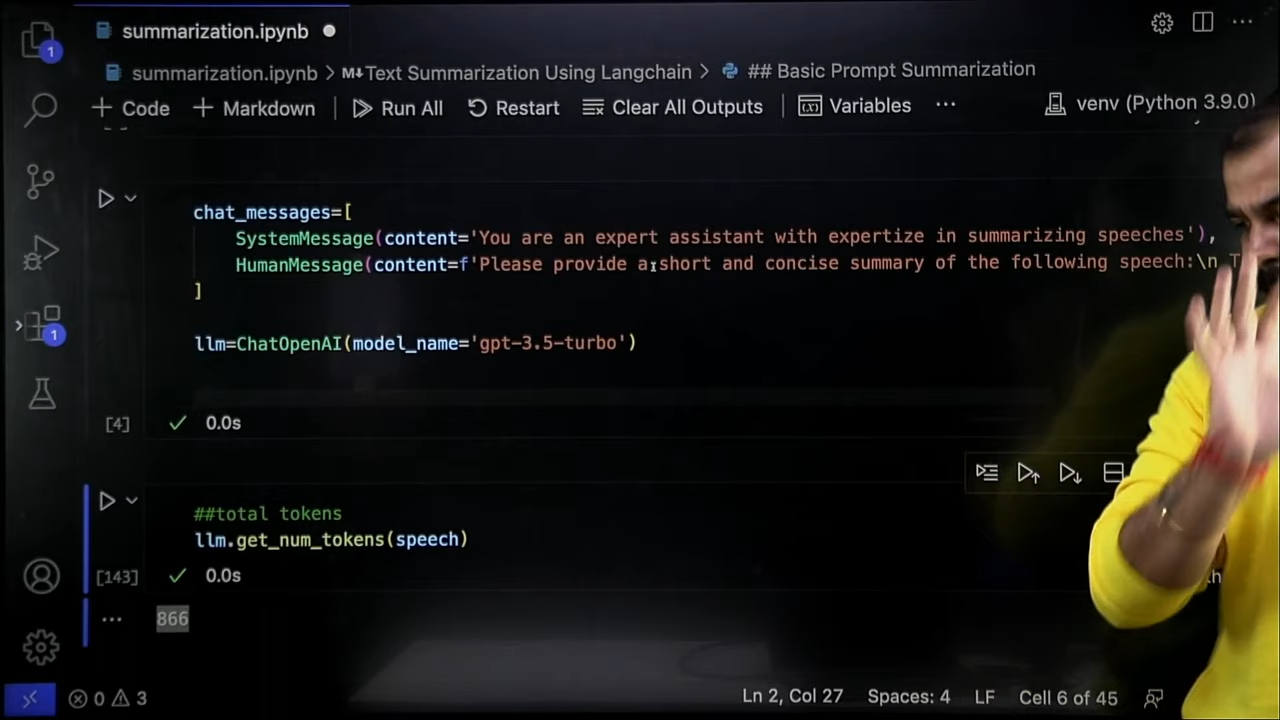 summarization.ipynb
1
summarization.ipynb > M↓Text Summarization Using Langchain > ## Basic Prompt Summarization
+ Code + Markdown | Run All Restart Clear All Outputs | Variables ... venv (Python 3.9.0)
chat_messages=[
SystemMessage(content='You are an expert assistant with expertize in summarizing speeches'),
HumanMessage(content=f'Please provide a short and concise summary of the following speech:\n
]
1
llm=ChatOpenAI(model_name='gpt-3.5-turbo')
[4] 0.0s
##total tokens
llm.get_num_tokens(speech)
[143] 0.0s
... 866
0 3 Ln 2, Col 27 Spaces: 4 LF Cell 6 of 45